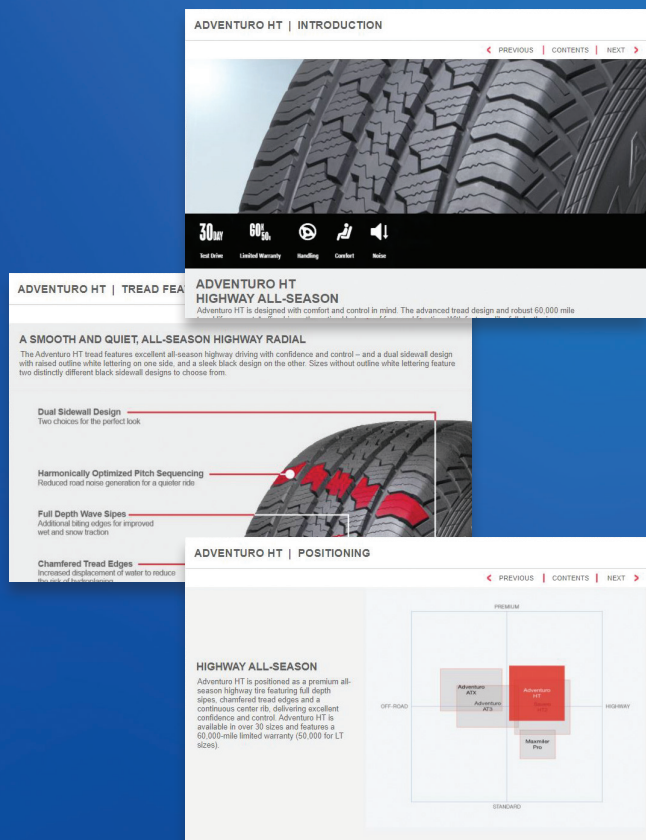 ADVENTURO HT | INTRODUCTION
PREVIOUS | CONTENTS | NEXT
30DAY
Test Drive
60K
50LT
Limited Warranty
Handling
Comfort
Noise
ADVENTURO HT
HIGHWAY ALL-SEASON
Adventuro HT is designed with comfort and control in mind. The advanced tread design and robust 60,000 mile
ADVENTURO HT | TREAD FEA
A SMOOTH AND QUIET, ALL-SEASON HIGHWAY RADIAL
The Adventuro HT tread features excellent all-season highway driving with confidence and control – and a dual sidewall design
with raised outline white lettering on one side, and a sleek black design on the other. Sizes without outline white lettering feature
two distinctly different black sidewall designs to choose from.
Dual Sidewall Design
Two choices for the perfect look
Harmonically Optimized Pitch Sequencing
Reduced road noise generation for a quieter ride
Full Depth Wave Sipes
Additional biting edges for improved
wet and snow traction
Chamfered Tread Edges
Increased displacement of water to reduce
the risk of hydroplaning
ADVENTURO HT | POSITIONING
PREVIOUS | CONTENTS | NEXT
HIGHWAY ALL-SEASON
Adventuro HT is positioned as a premium all-
season highway tire featuring full depth
sipes, chamfered tread edges and a
continuous center rib, delivering excellent
confidence and control. Adventuro HT is
available in over 30 sizes and features a
60,000-mile limited warranty (50,000 for LT
sizes).
PREMIUM
Adventuro
ATX
Adventuro
HT
Adventuro
AT3
OFF-ROAD
HIGHWAY
Maxmiler
Pro
STANDARD